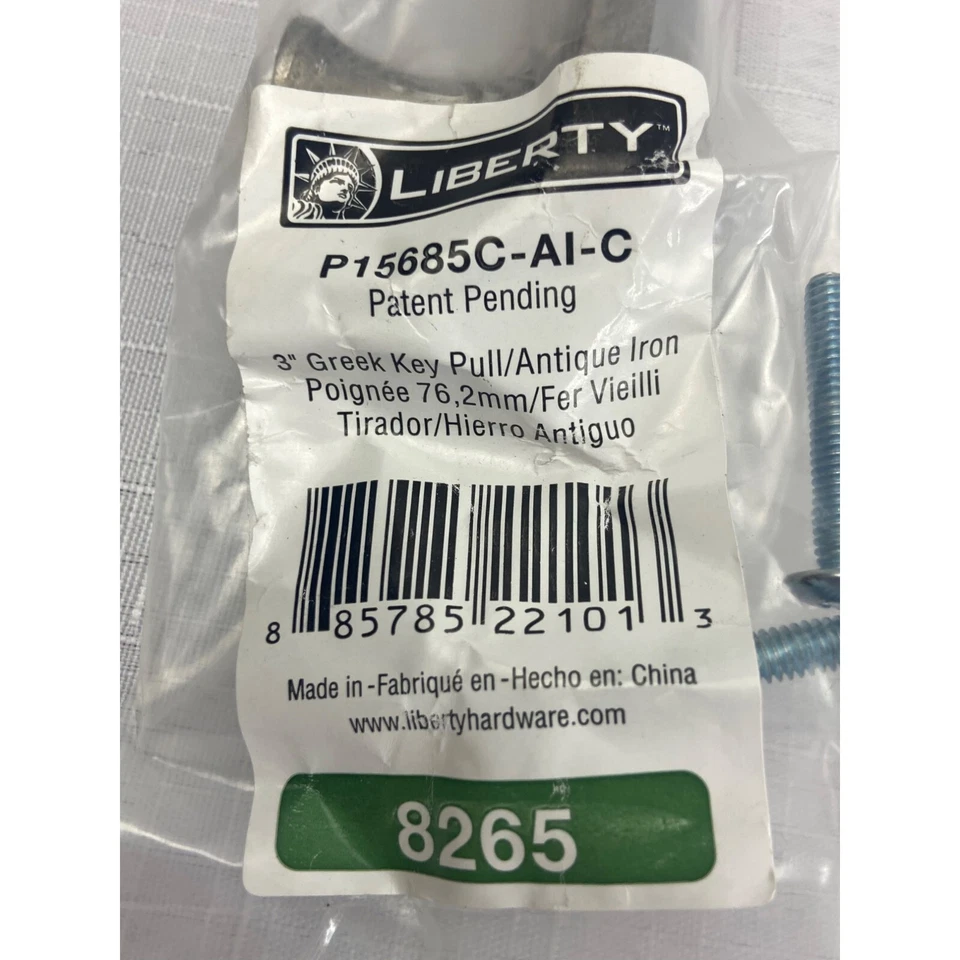 LIBERTY™
P15685C-AI-C
Patent Pending
3" Greek Key Pull/Antique Iron
Poignée 76,2mm/Fer Vieilli
Tirador/Hierro Antiguo
8 85785 22101 3
Made in -Fabriqué en -Hecho en: China
www.libertyhardware.com
8265